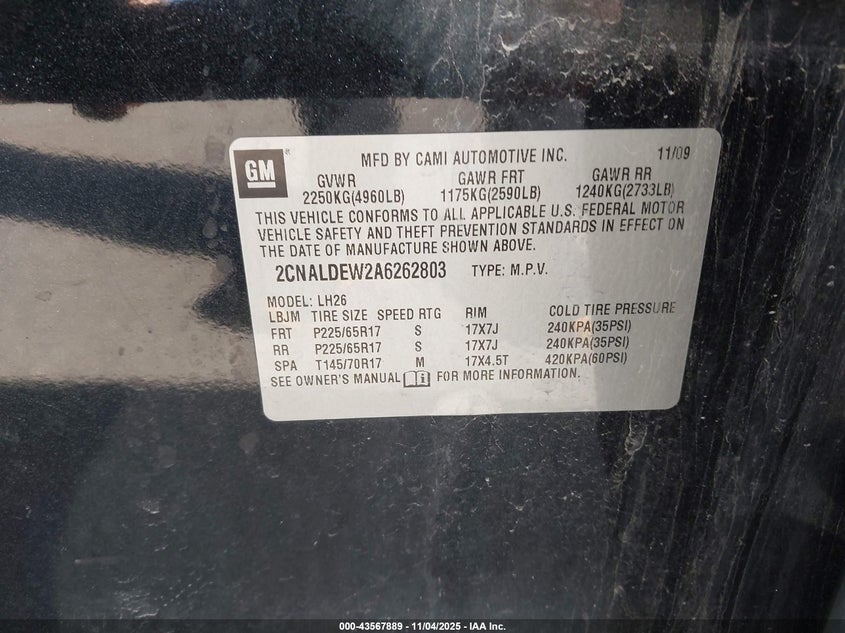 GM ®
MFD BY CAMI AUTOMOTIVE INC. 11/09
GVWR GAWR FRT GAWR RR
2250KG(4960LB) 1175KG(2590LB) 1240KG(2733LB)
THIS VEHICLE CONFORMS TO ALL APPLICABLE U.S. FEDERAL MOTOR
VEHICLE SAFETY AND THEFT PREVENTION STANDARDS IN EFFECT ON
THE DATE OF MANUFACTURE SHOWN ABOVE.
2CNALDEW2A6262803 TYPE: M.P.V.
MODEL: LH26
LBJM TIRE SIZE SPEED RTG RIM COLD TIRE PRESSURE
FRT P225/65R17 S 17X7J 240KPA(35PSI)
RR P225/65R17 S 17X7J 240KPA(35PSI)
SPA T145/70R17 M 17X4.5T 420KPA(60PSI)
SEE OWNER'S MANUAL i FOR MORE INFORMATION.
000-43567889 - 11/04/2025 - IAA Inc.